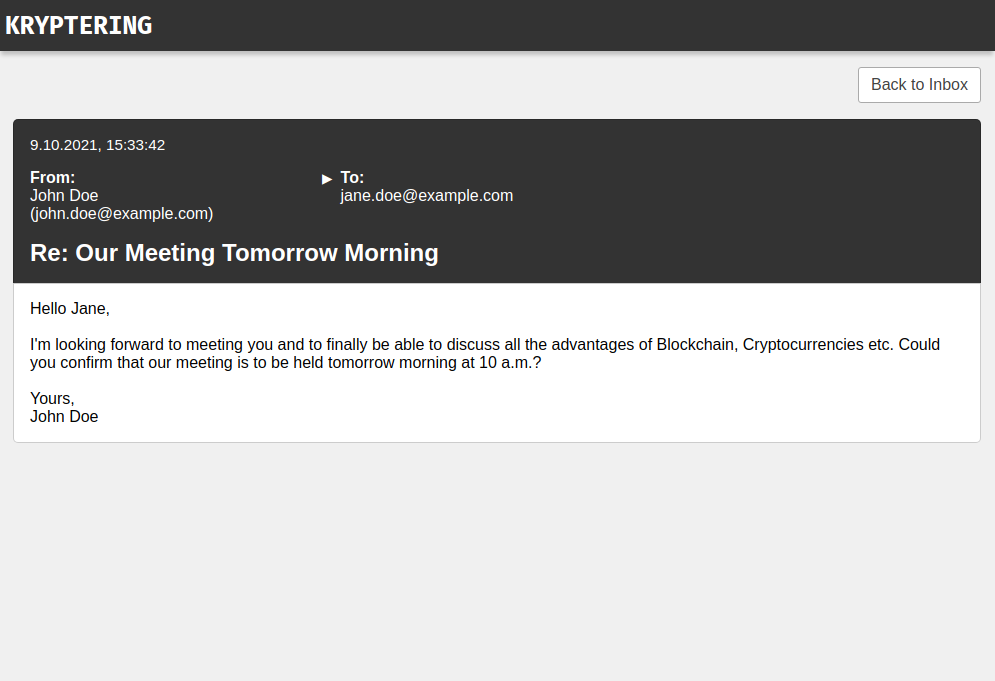 KRYPTERING
Back to Inbox
9.10.2021, 15:33:42
From:
John Doe
(john.doe@example.com)
▶ To:
jane.doe@example.com
Re: Our Meeting Tomorrow Morning
Hello Jane,
I'm looking forward to meeting you and to finally be able to discuss all the advantages of Blockchain, Cryptocurrencies etc. Could
you confirm that our meeting is to be held tomorrow morning at 10 a.m.?
Yours,
John Doe